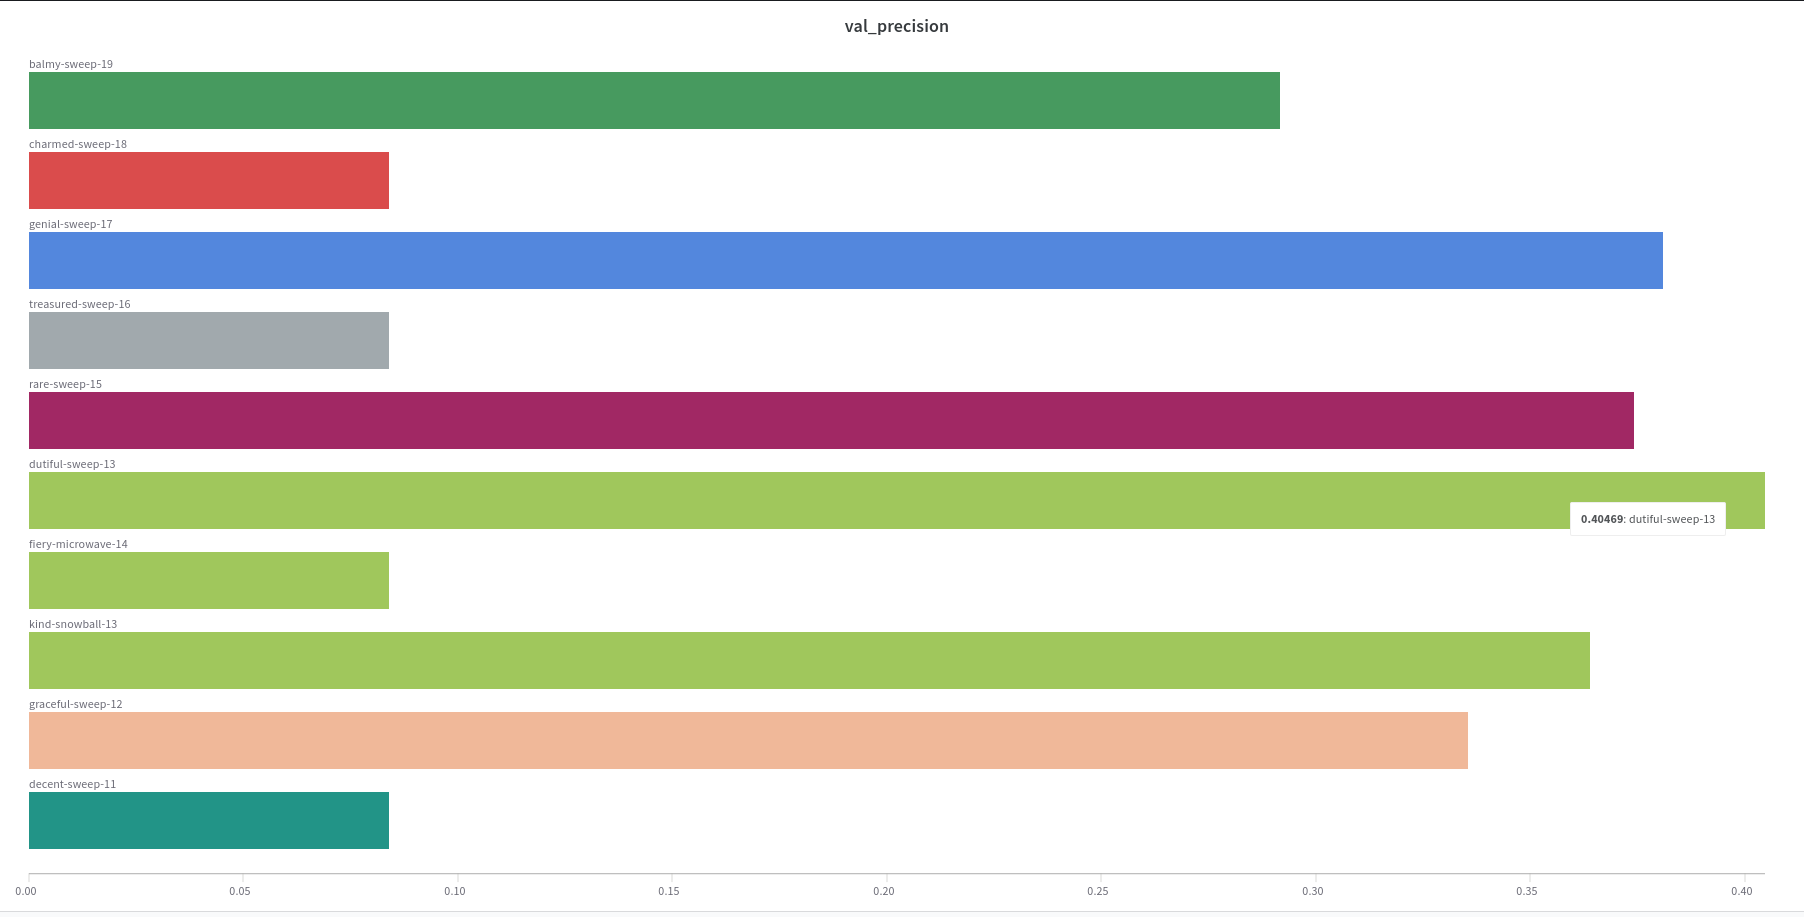 val_precision
balmy-sweep-19
charmed-sweep-18
genial-sweep-17
treasured-sweep-16
rare-sweep-15
dutiful-sweep-13
0.40469: dutiful-sweep-13
fiery-microwave-14
kind-snowball-13
graceful-sweep-12
decent-sweep-11
0.00 0.05 0.10 0.15 0.20 0.25 0.30 0.35 0.40